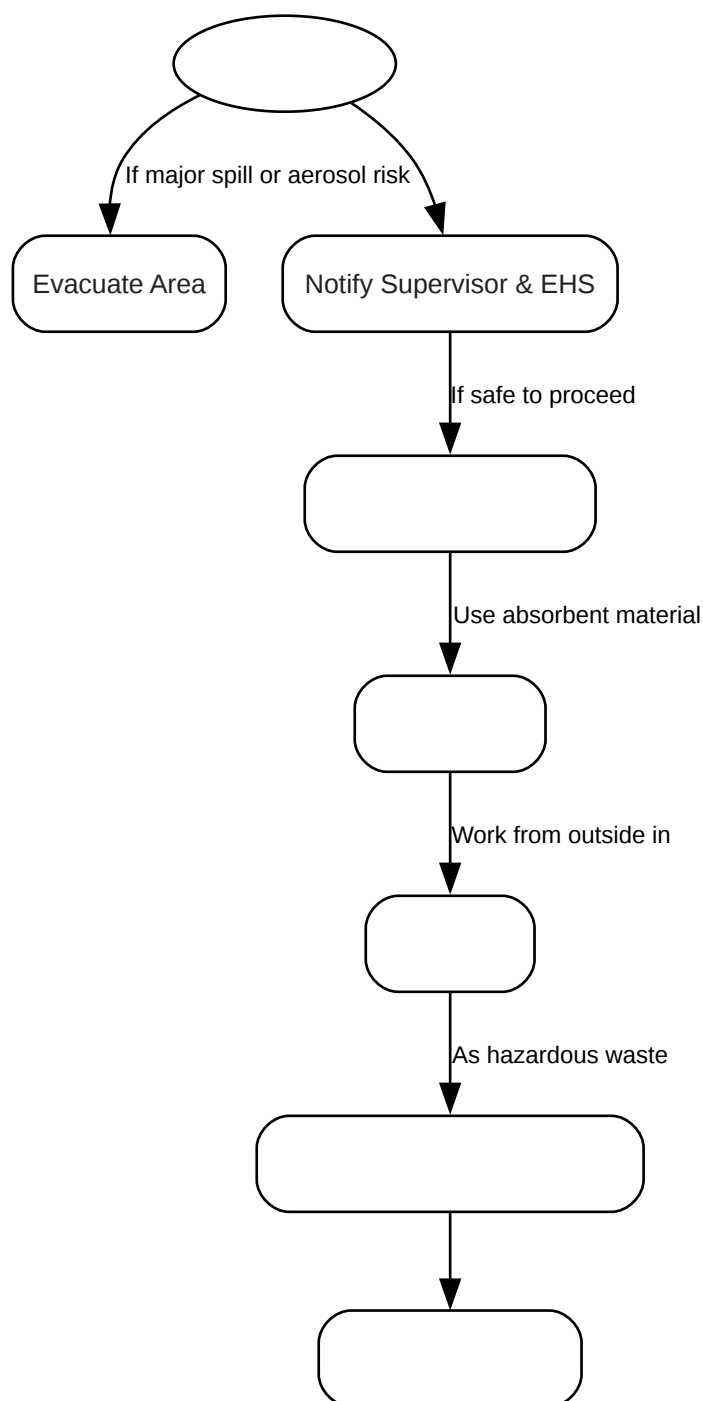 If major spill or aerosol risk
Evacuate Area
Notify Supervisor & EHS
If safe to proceed
Use absorbent material
Work from outside in
As hazardous waste